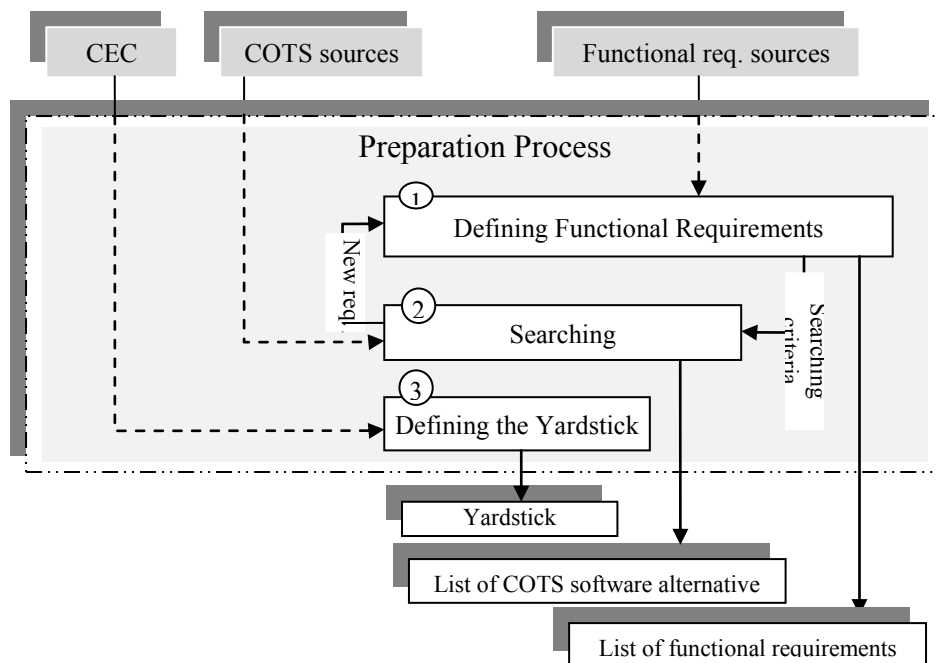 CEC
COTS sources
Functional req. sources
Preparation Process
1
Defining Functional Requirements
New req
2
Searching
Searching
criteria
3
Defining the Yardstick
Yardstick
List of COTS software alternative
List of functional requirements